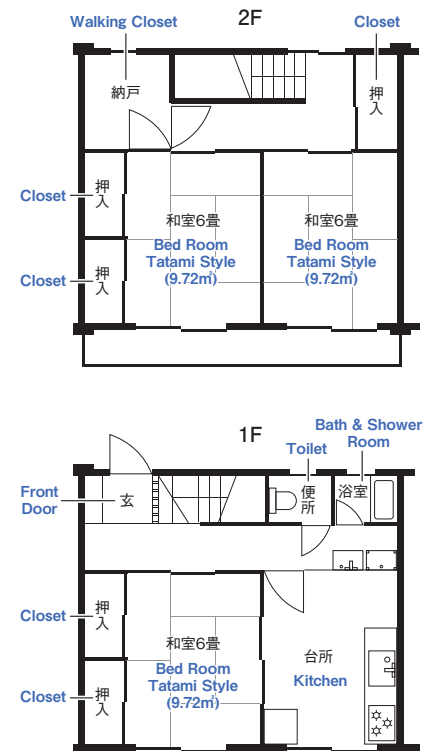 2F
Walking Closet
Closet
納戸
押入
Closet
押入
和室6畳
Bed Room
Tatami Style
(9.72㎡)
和室6畳
Bed Room
Tatami Style
(9.72㎡)
Closet
押入
1F
Bath & Shower
Room
Toilet
Front
Door
玄
便所
浴室
Closet
押入
和室6畳
Bed Room
Tatami Style
(9.72㎡)
台所
Kitchen
Closet
押入